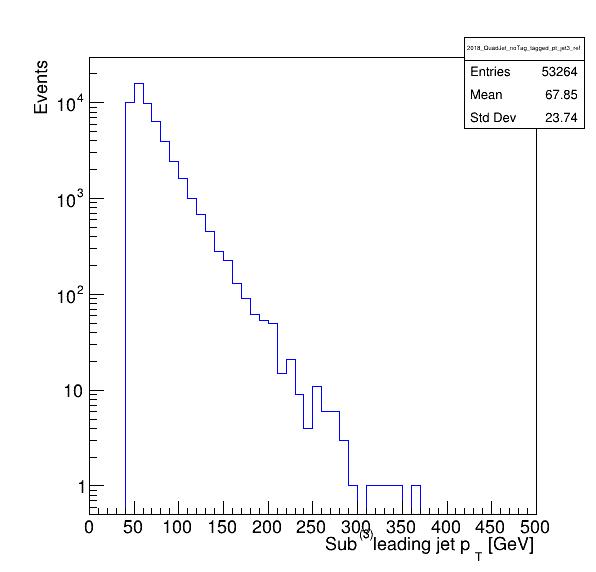 2018_QuadJet_noTag_tagged_pt_jet3_ref
Entries 53264
Mean 67.85
Std Dev 23.74
Events
10^4
10^3
10^2
10
1
0 50 100 150 200 250 300 350 400 450 500
Sub^(3) leading jet p_T [GeV]